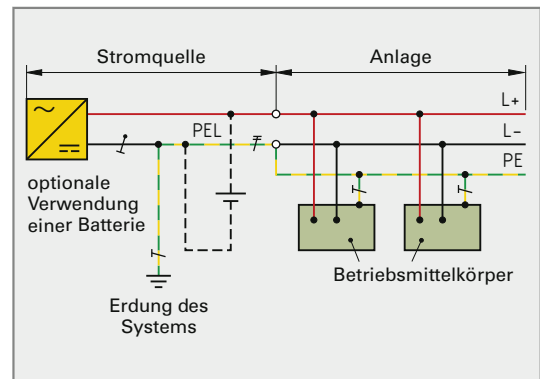 Stromquelle
Anlage
L+
PEL
L–
PE
optionale
Verwendung
einer Batterie
Betriebsmittelkörper
Erdung des
Systems